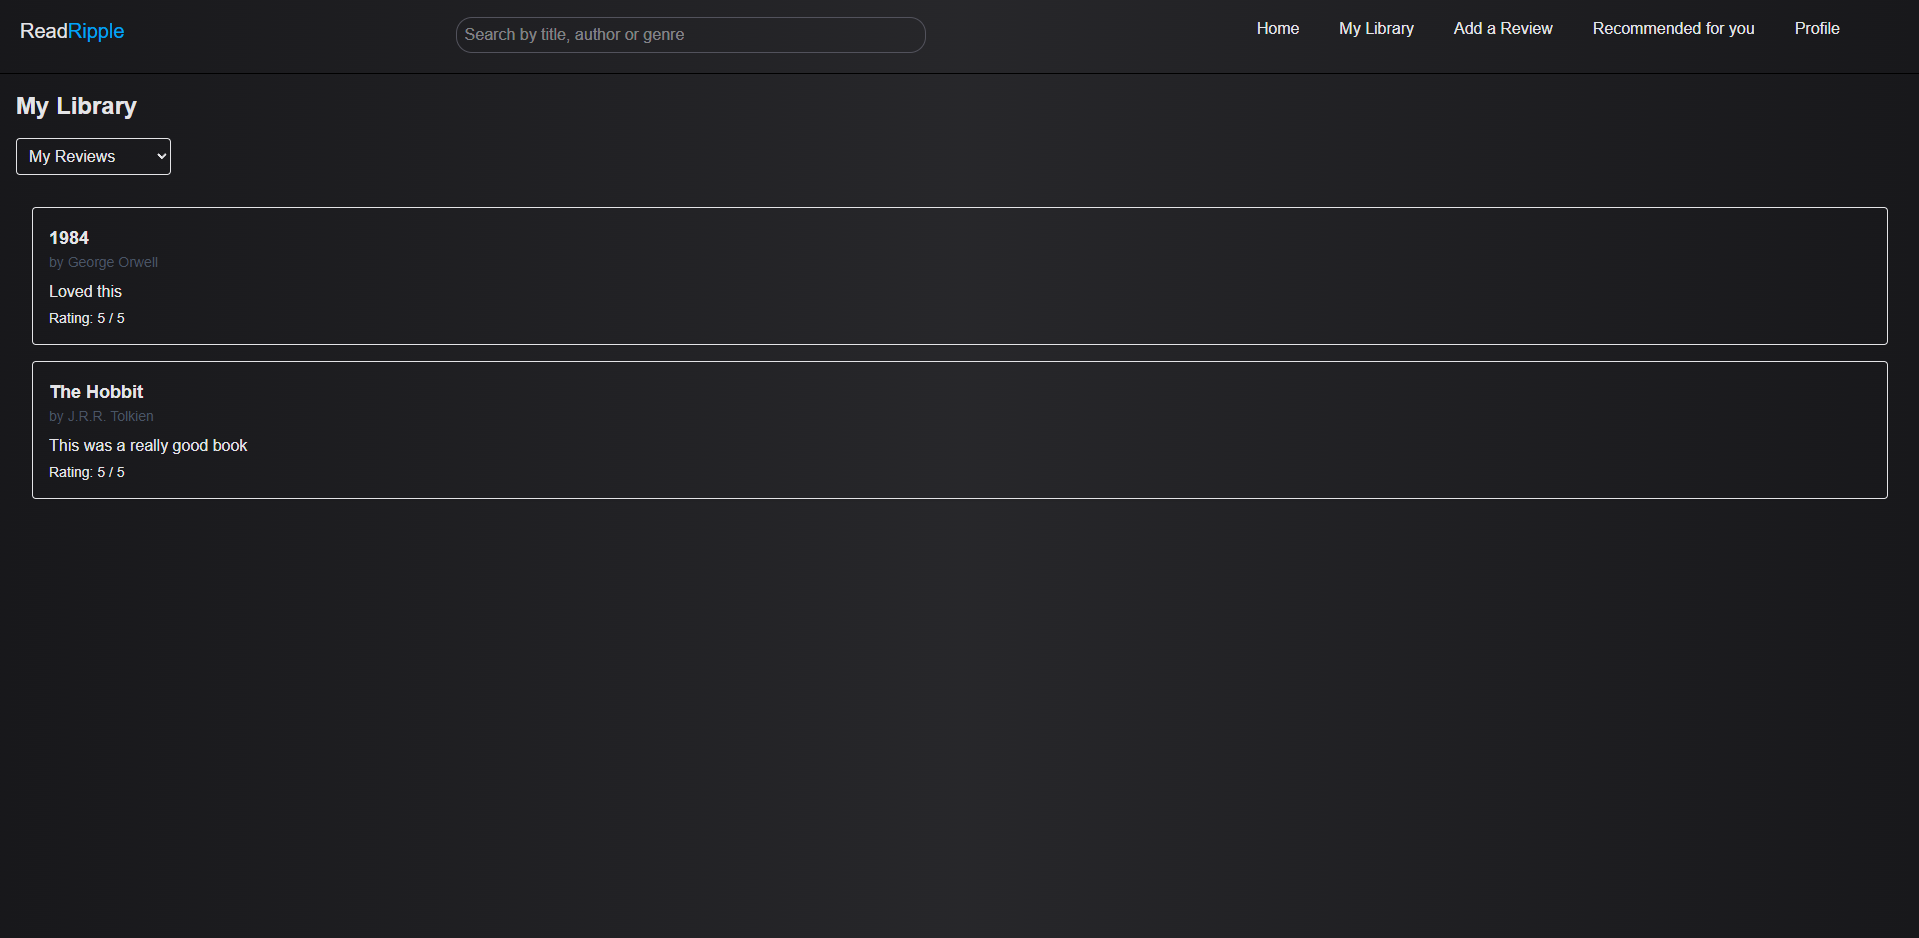 ReadRipple
Search by title, author or genre
Home
My Library
Add a Review
Recommended for you
Profile
My Library
My Reviews
1984
by George Orwell
Loved this
Rating: 5 / 5
The Hobbit
by J.R.R. Tolkien
This was a really good book
Rating: 5 / 5